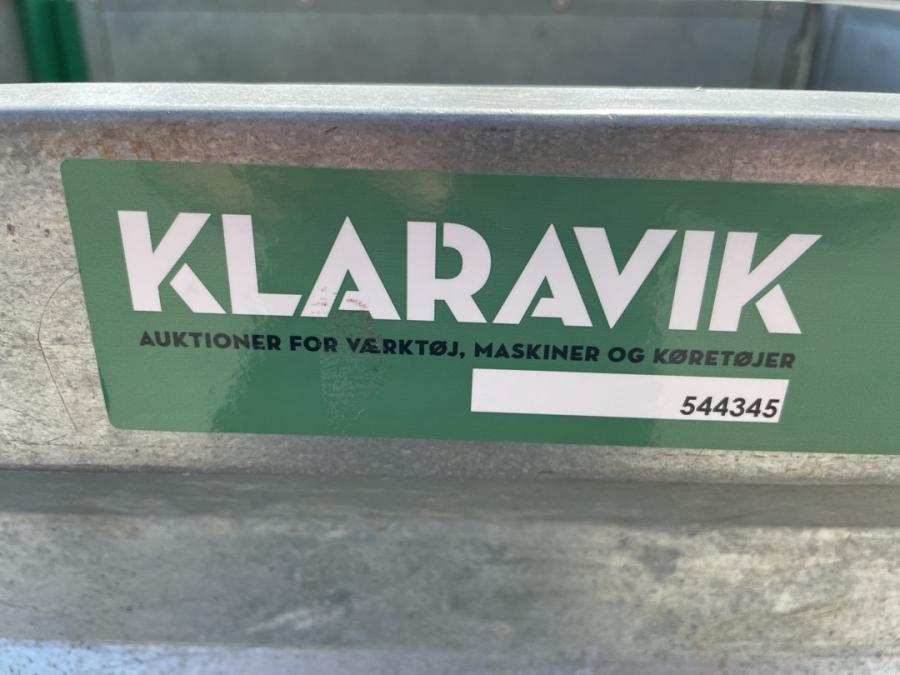 KLARAVIK
AUKTIONER FOR VÆRKTØJ, MASKINER OG KØRETØJER
544345